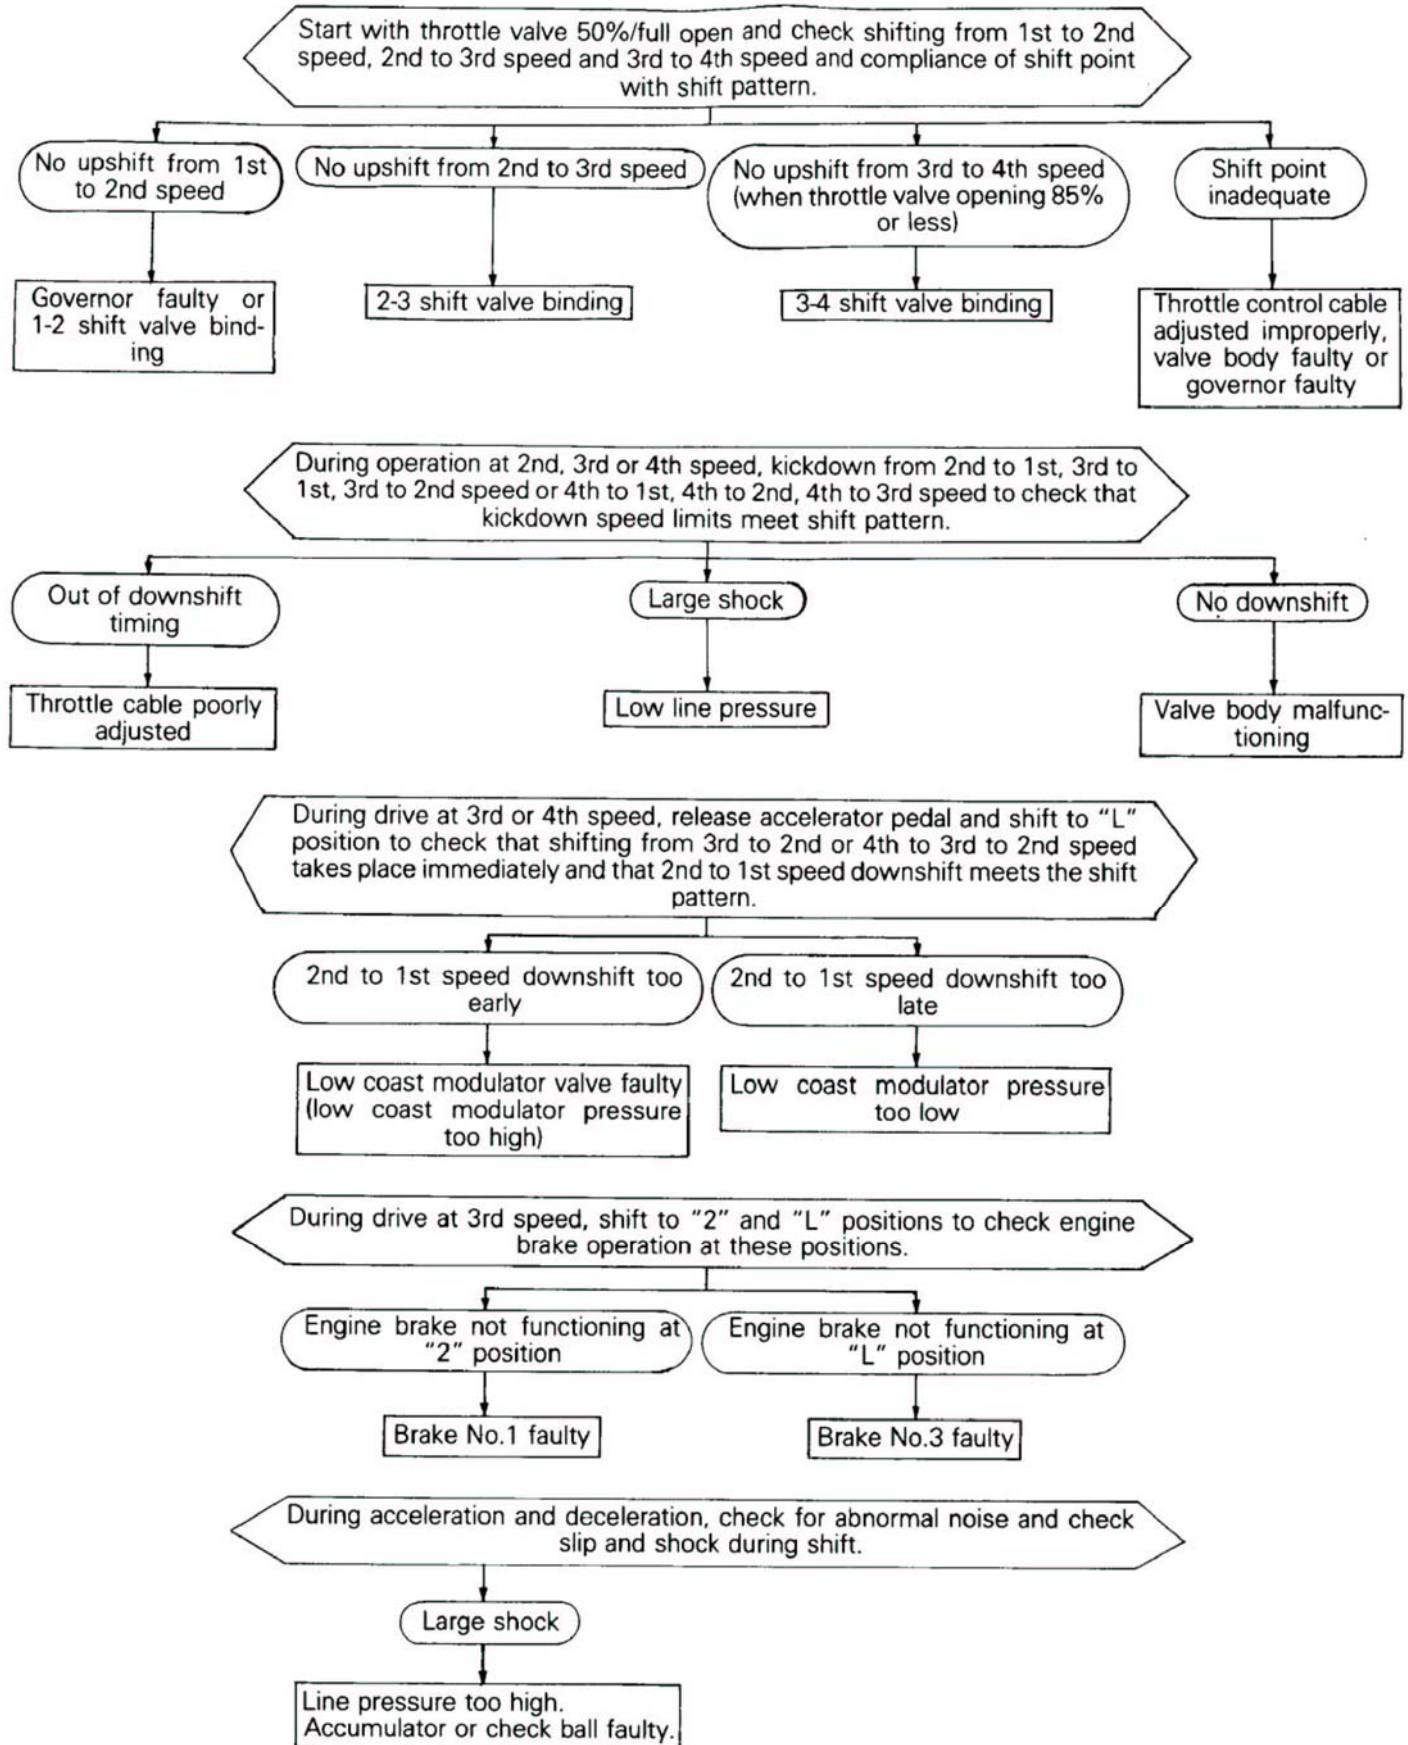 Start with throttle valve 50%/full open and check shifting from 1st to 2nd
speed, 2nd to 3rd speed and 3rd to 4th speed and compliance of shift point
with shift pattern.
No upshift from 1st
to 2nd speed
No upshift from 2nd to 3rd speed
No upshift from 3rd to 4th speed
(when throttle valve opening 85%
or less)
Shift point
inadequate
Governor faulty or
1-2 shift valve bind-
ing
2-3 shift valve binding
3-4 shift valve binding
Throttle control cable
adjusted improperly,
valve body faulty or
governor faulty
During operation at 2nd, 3rd or 4th speed, kickdown from 2nd to 1st, 3rd to
1st, 3rd to 2nd speed or 4th to 1st, 4th to 2nd, 4th to 3rd speed to check that
kickdown speed limits meet shift pattern.
Out of downshift
timing
Large shock
No downshift
Throttle cable poorly
adjusted
Low line pressure
Valve body malfunc-
tioning
During drive at 3rd or 4th speed, release accelerator pedal and shift to "L"
position to check that shifting from 3rd to 2nd or 4th to 3rd to 2nd speed
takes place immediately and that 2nd to 1st speed downshift meets the shift
pattern.
2nd to 1st speed downshift too
early
2nd to 1st speed downshift too
late
Low coast modulator valve faulty
(low coast modulator pressure
too high)
Low coast modulator pressure
too low
During drive at 3rd speed, shift to "2" and "L" positions to check engine
brake operation at these positions.
Engine brake not functioning at
"2" position
Engine brake not functioning at
"L" position
Brake No.1 faulty
Brake No.3 faulty
During acceleration and deceleration, check for abnormal noise and check
slip and shock during shift.
Large shock
Line pressure too high.
Accumulator or check ball faulty.